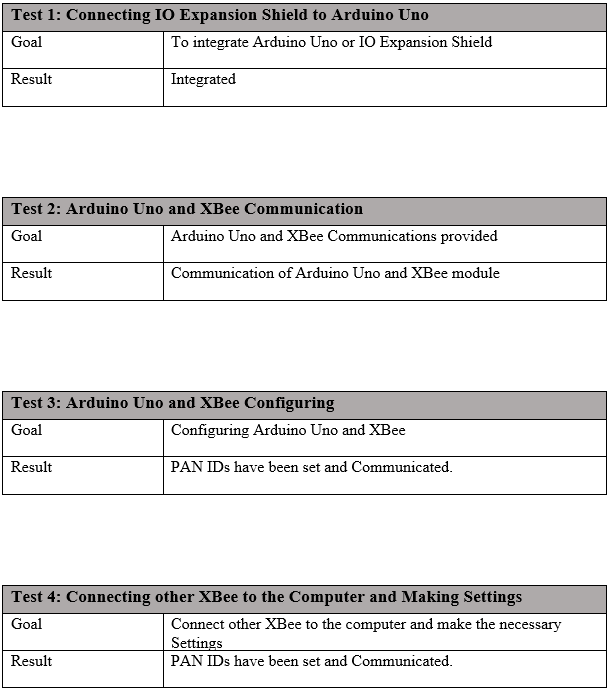 Test 1: Connecting IO Expansion Shield to Arduino Uno
Goal To integrate Arduino Uno or IO Expansion Shield
Result Integrated
Test 2: Arduino Uno and XBee Communication
Goal Arduino Uno and XBee Communications provided
Result Communication of Arduino Uno and XBee module
Test 3: Arduino Uno and XBee Configuring
Goal Configuring Arduino Uno and XBee
Result PAN IDs have been set and Communicated.
Test 4: Connecting other XBee to the Computer and Making Settings
Goal Connect other XBee to the computer and make the necessary
Settings
Result PAN IDs have been set and Communicated.